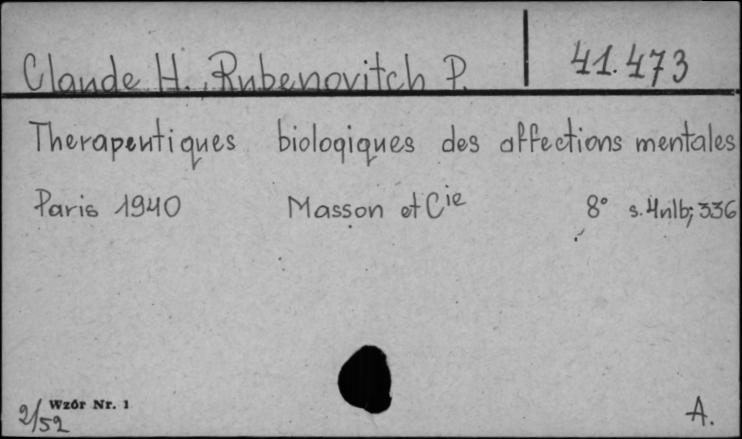 Claude H., Rubenovitch P. 41.473
Therapeutiques biologiques des affections mentales
Paris 1940 Masson et Cie 8° s. 4nlb; 336
Wzór Nr. 1
2/52 A.